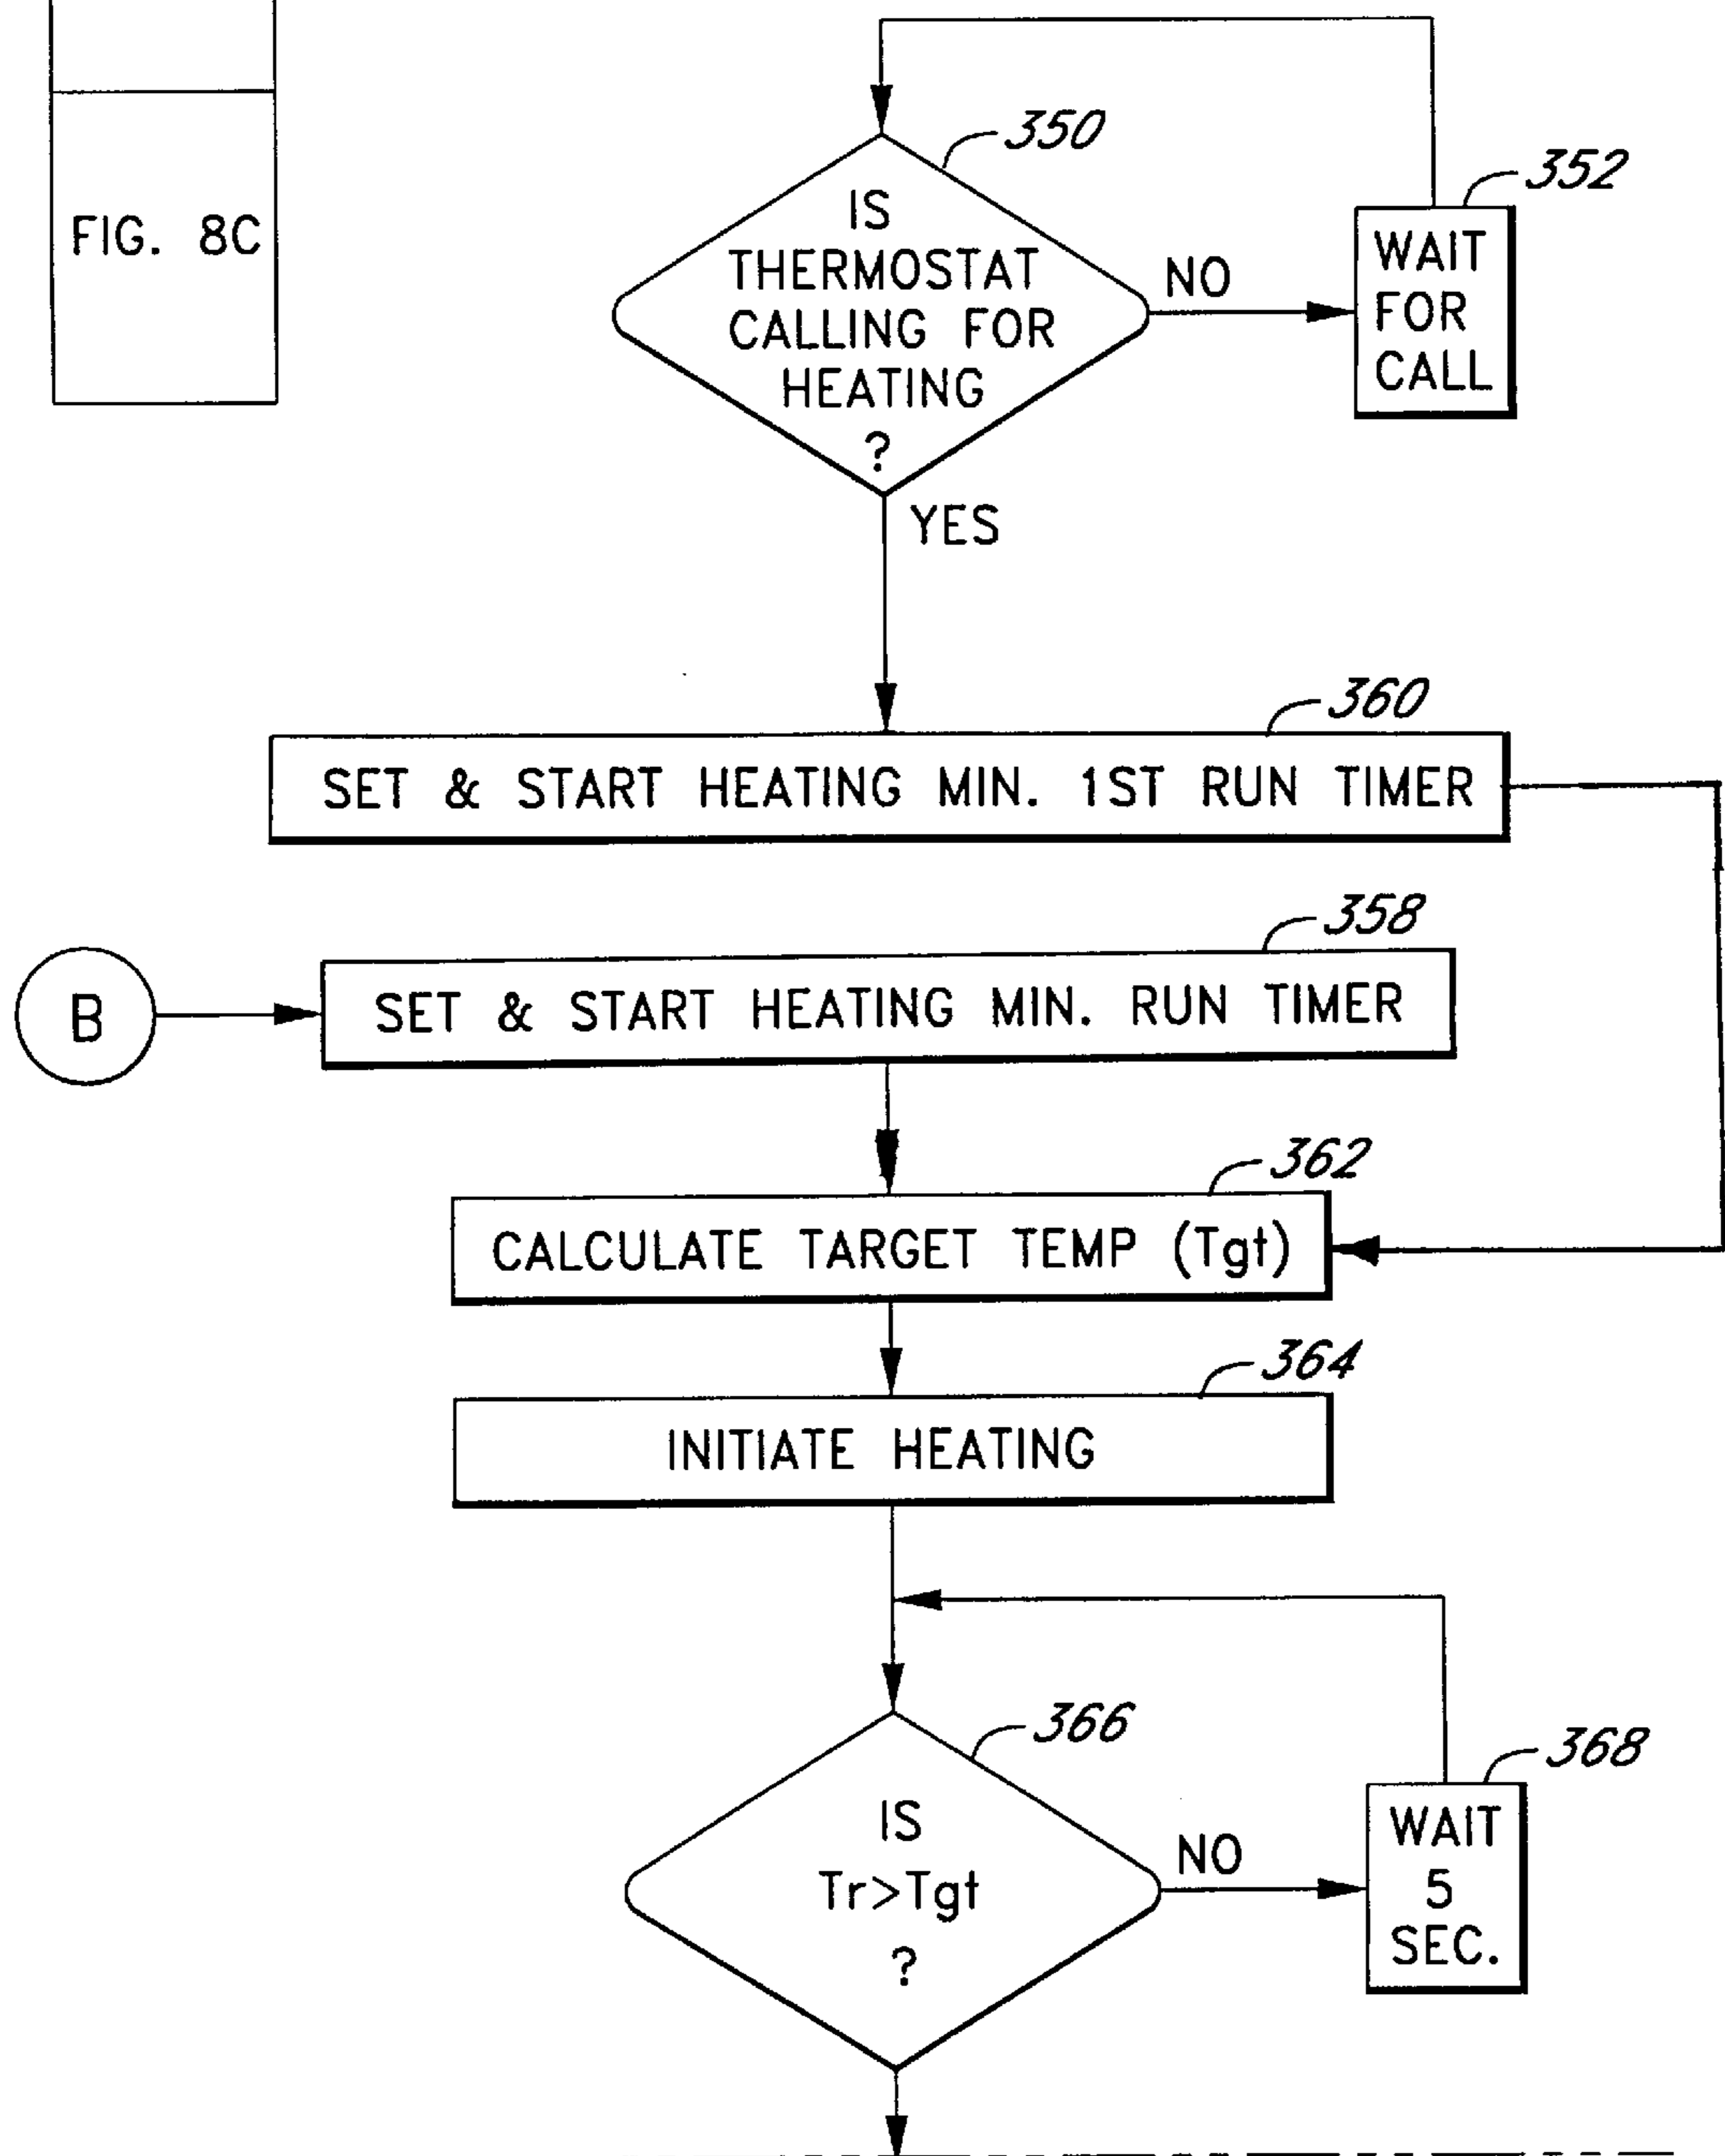 FIG. 8C
350
IS
THERMOSTAT
CALLING FOR
HEATING
?
NO
352
WAIT
FOR
CALL
YES
360
SET & START HEATING MIN. 1ST RUN TIMER
358
B
SET & START HEATING MIN. RUN TIMER
362
CALCULATE TARGET TEMP (Tgt)
364
INITIATE HEATING
366
IS
Tr>Tgt
?
NO
368
WAIT
5
SEC.